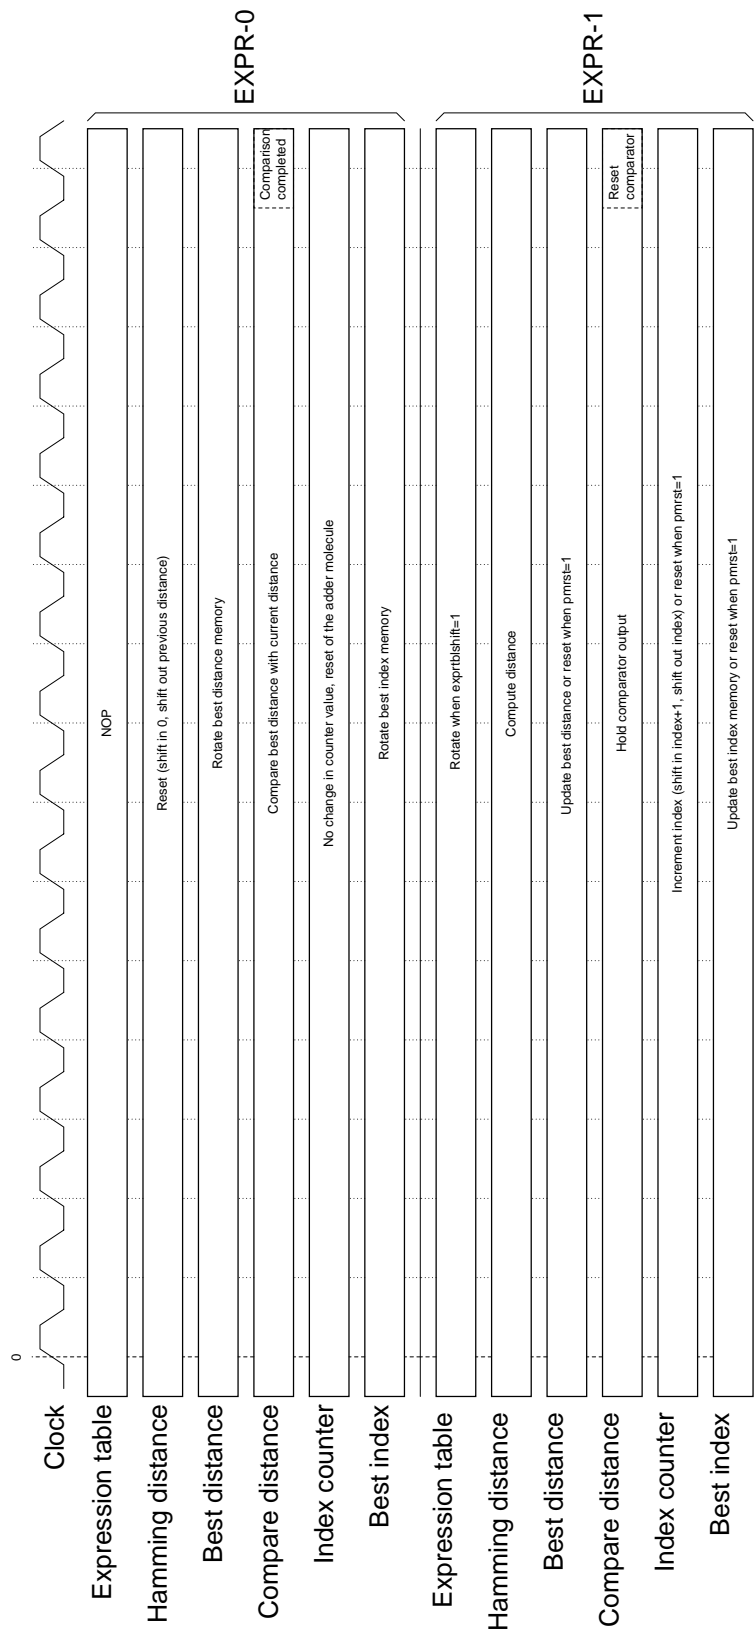 0
Clock
Expression table
NOP
Hamming distance
Reset (shift in 0, shift out previous distance)
Best distance
Rotate best distance memory
Compare distance
Compare best distance with current distance
Comparison
completed
Index counter
No change in counter value, reset of the adder molecule
Best index
Rotate best index memory
EXPR-0
Expression table
Rotate when exprtblshift=1
Hamming distance
Compute distance
Best distance
Update best distance or reset when pmrst=1
Compare distance
Hold comparator output
Reset
comparator
Index counter
Increment index (shift in index+1, shift out index) or reset when pmrst=1
Best index
Update best index memory or reset when pmrst=1
EXPR-1